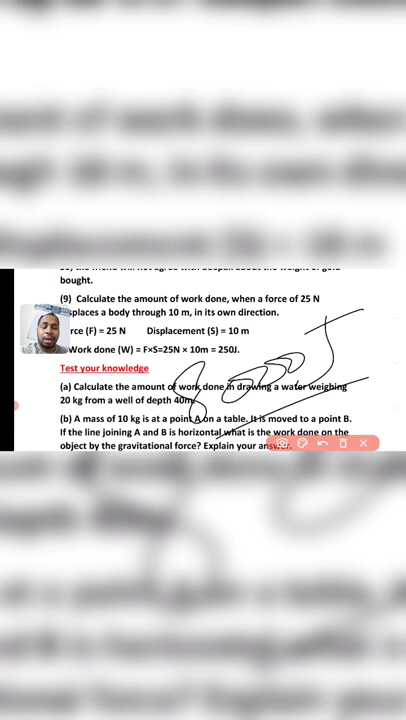 bought.
(9) Calculate the amount of work done, when a force of 25 N
splaces a body through 10 m, in its own direction.
rce (F) = 25 N Displacement (S) = 10 m
Work done (W) = F×S=25N × 10m = 250J.
Test your knowledge
(a) Calculate the amount of work done in drawing a water weighing
20 kg from a well of depth 40m.
8000J
(b) A mass of 10 kg is at a point A on a table. It is moved to a point B.
If the line joining A and B is horizontal what is the work done on the
object by the gravitational force? Explain your answer.